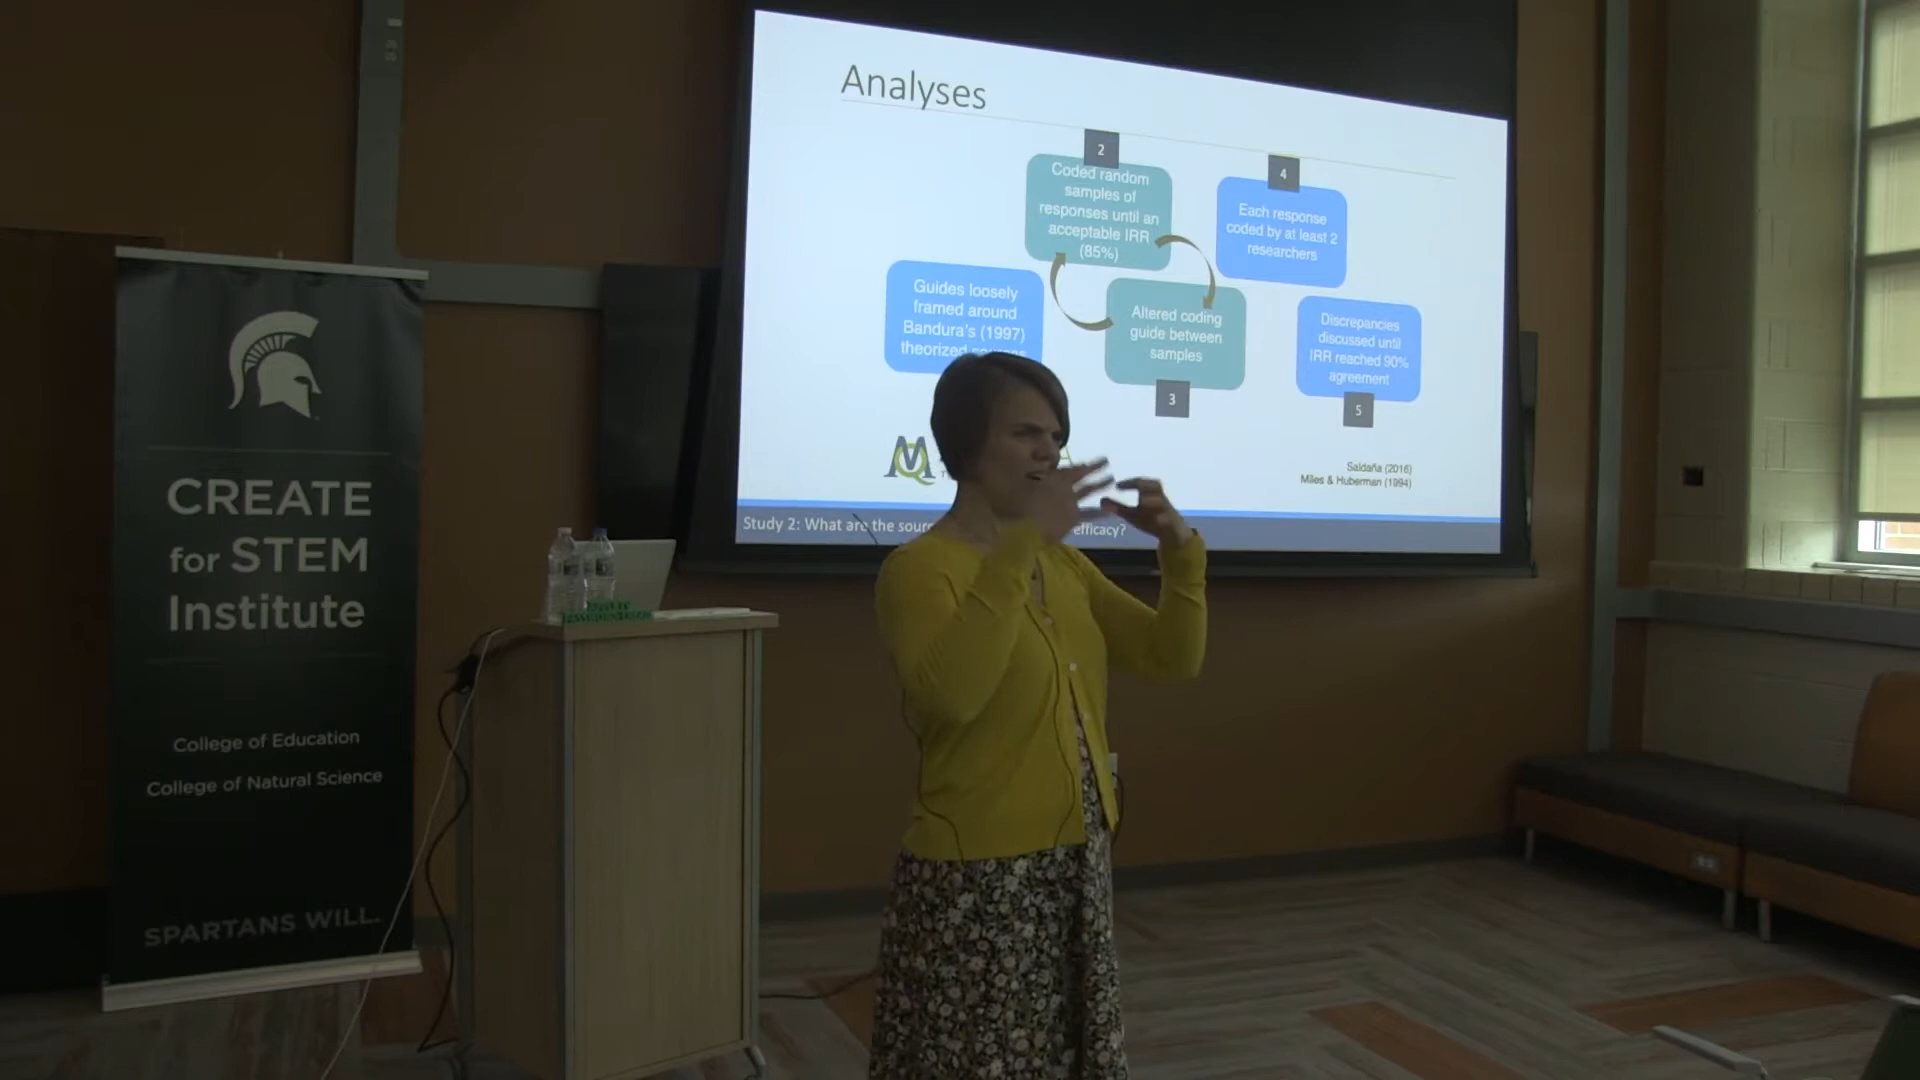 Analyses
2
Coded random
samples of
responses until an
acceptable IRR
(85%)
4
Each response
coded by at least 2
researchers
Guides loosely
framed around
Bandura's (1997)
theorized sources
Altered coding
guide between
samples
3
Discrepancies
discussed until
IRR reached 90%
agreement
5
Saldaña (2016)
Miles & Huberman (1994)
Study 2: What are the efficacy?
CREATE
for STEM
Institute
College of Education
College of Natural Science
SPARTANS WILL.